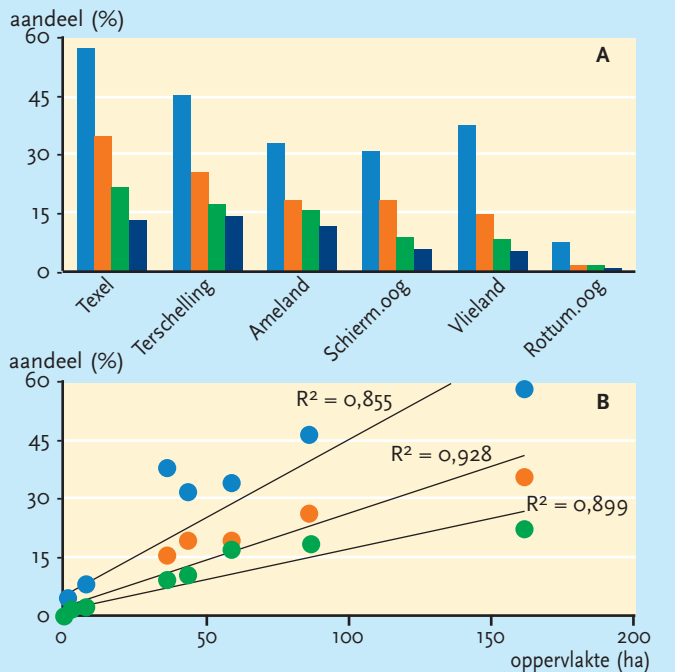 aandeel (%)
60
A
45
30
15
0
Texel
Terschelling
Ameland
Schierm.oog
Vlieland
Rottum.oog
aandeel (%)
60
B
R² = 0,855
45
R² = 0,928
30
R² = 0,899
15
0
0 50 100 150 200
oppervlakte (ha)